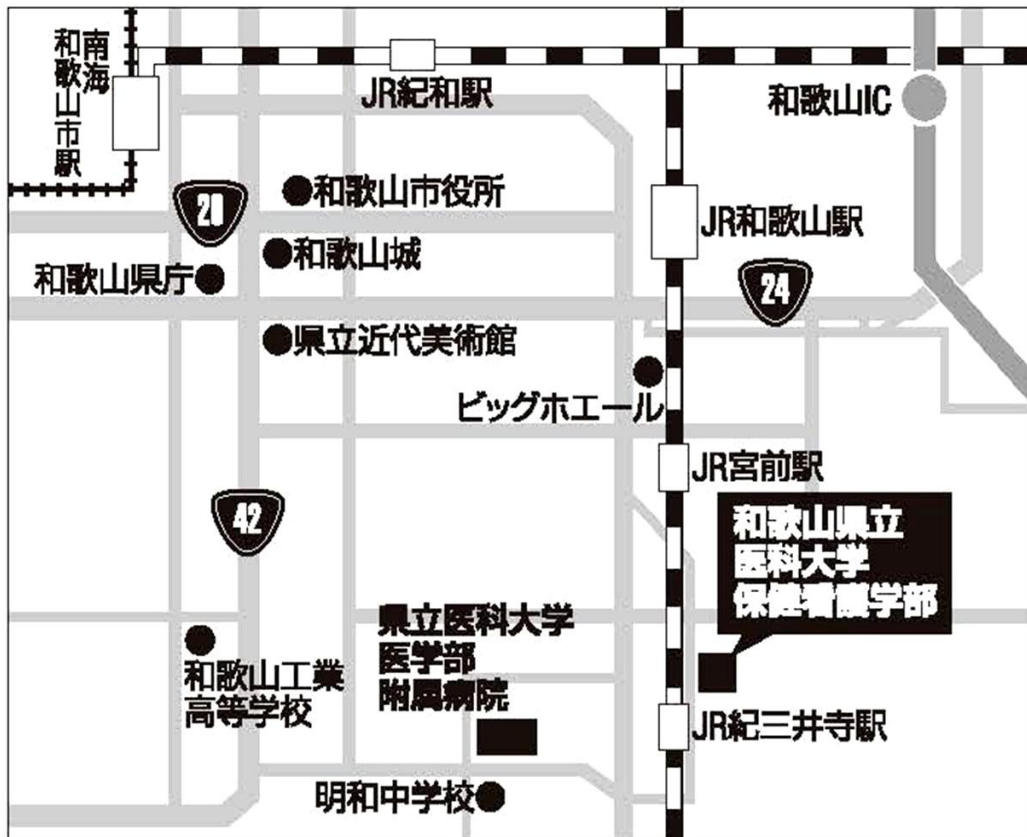 南海
和歌山市駅
JR紀和駅
和歌山IC
和歌山市役所
20
JR和歌山駅
和歌山城
和歌山県庁
24
県立近代美術館
ビッグホエール
JR宮前駅
42
和歌山県立
医科大学
保健看護学部
県立医科大学
医学部
附属病院
和歌山工業
高等学校
JR紀三井寺駅
明和中学校